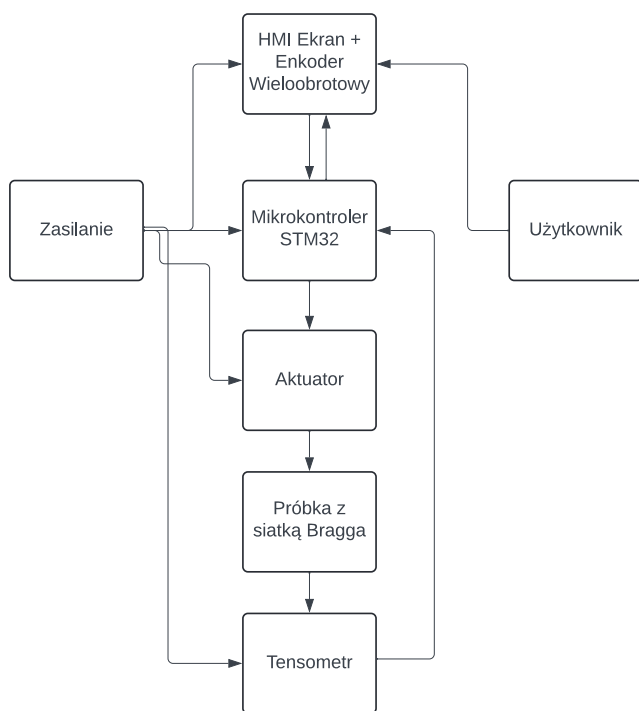 HMI Ekran +
Enkoder
Wieloobrotowy
Zasilanie
Mikrokontroler
STM32
Użytkownik
Aktuator
Próbka z
siatką Bragga
Tensometr